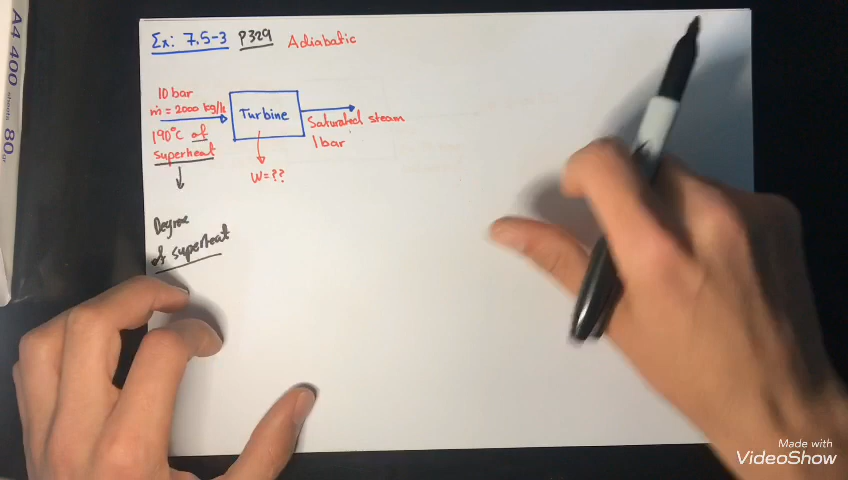 Ex: 7.5-3 P329 Adiabatic
10 bar
ṁ = 2000 kg/h
190°C of
superheat
Turbine
Saturated steam
1 bar
W = ??
Degree
of superheat
A4 400 sheets 80
Made with
VideoShow